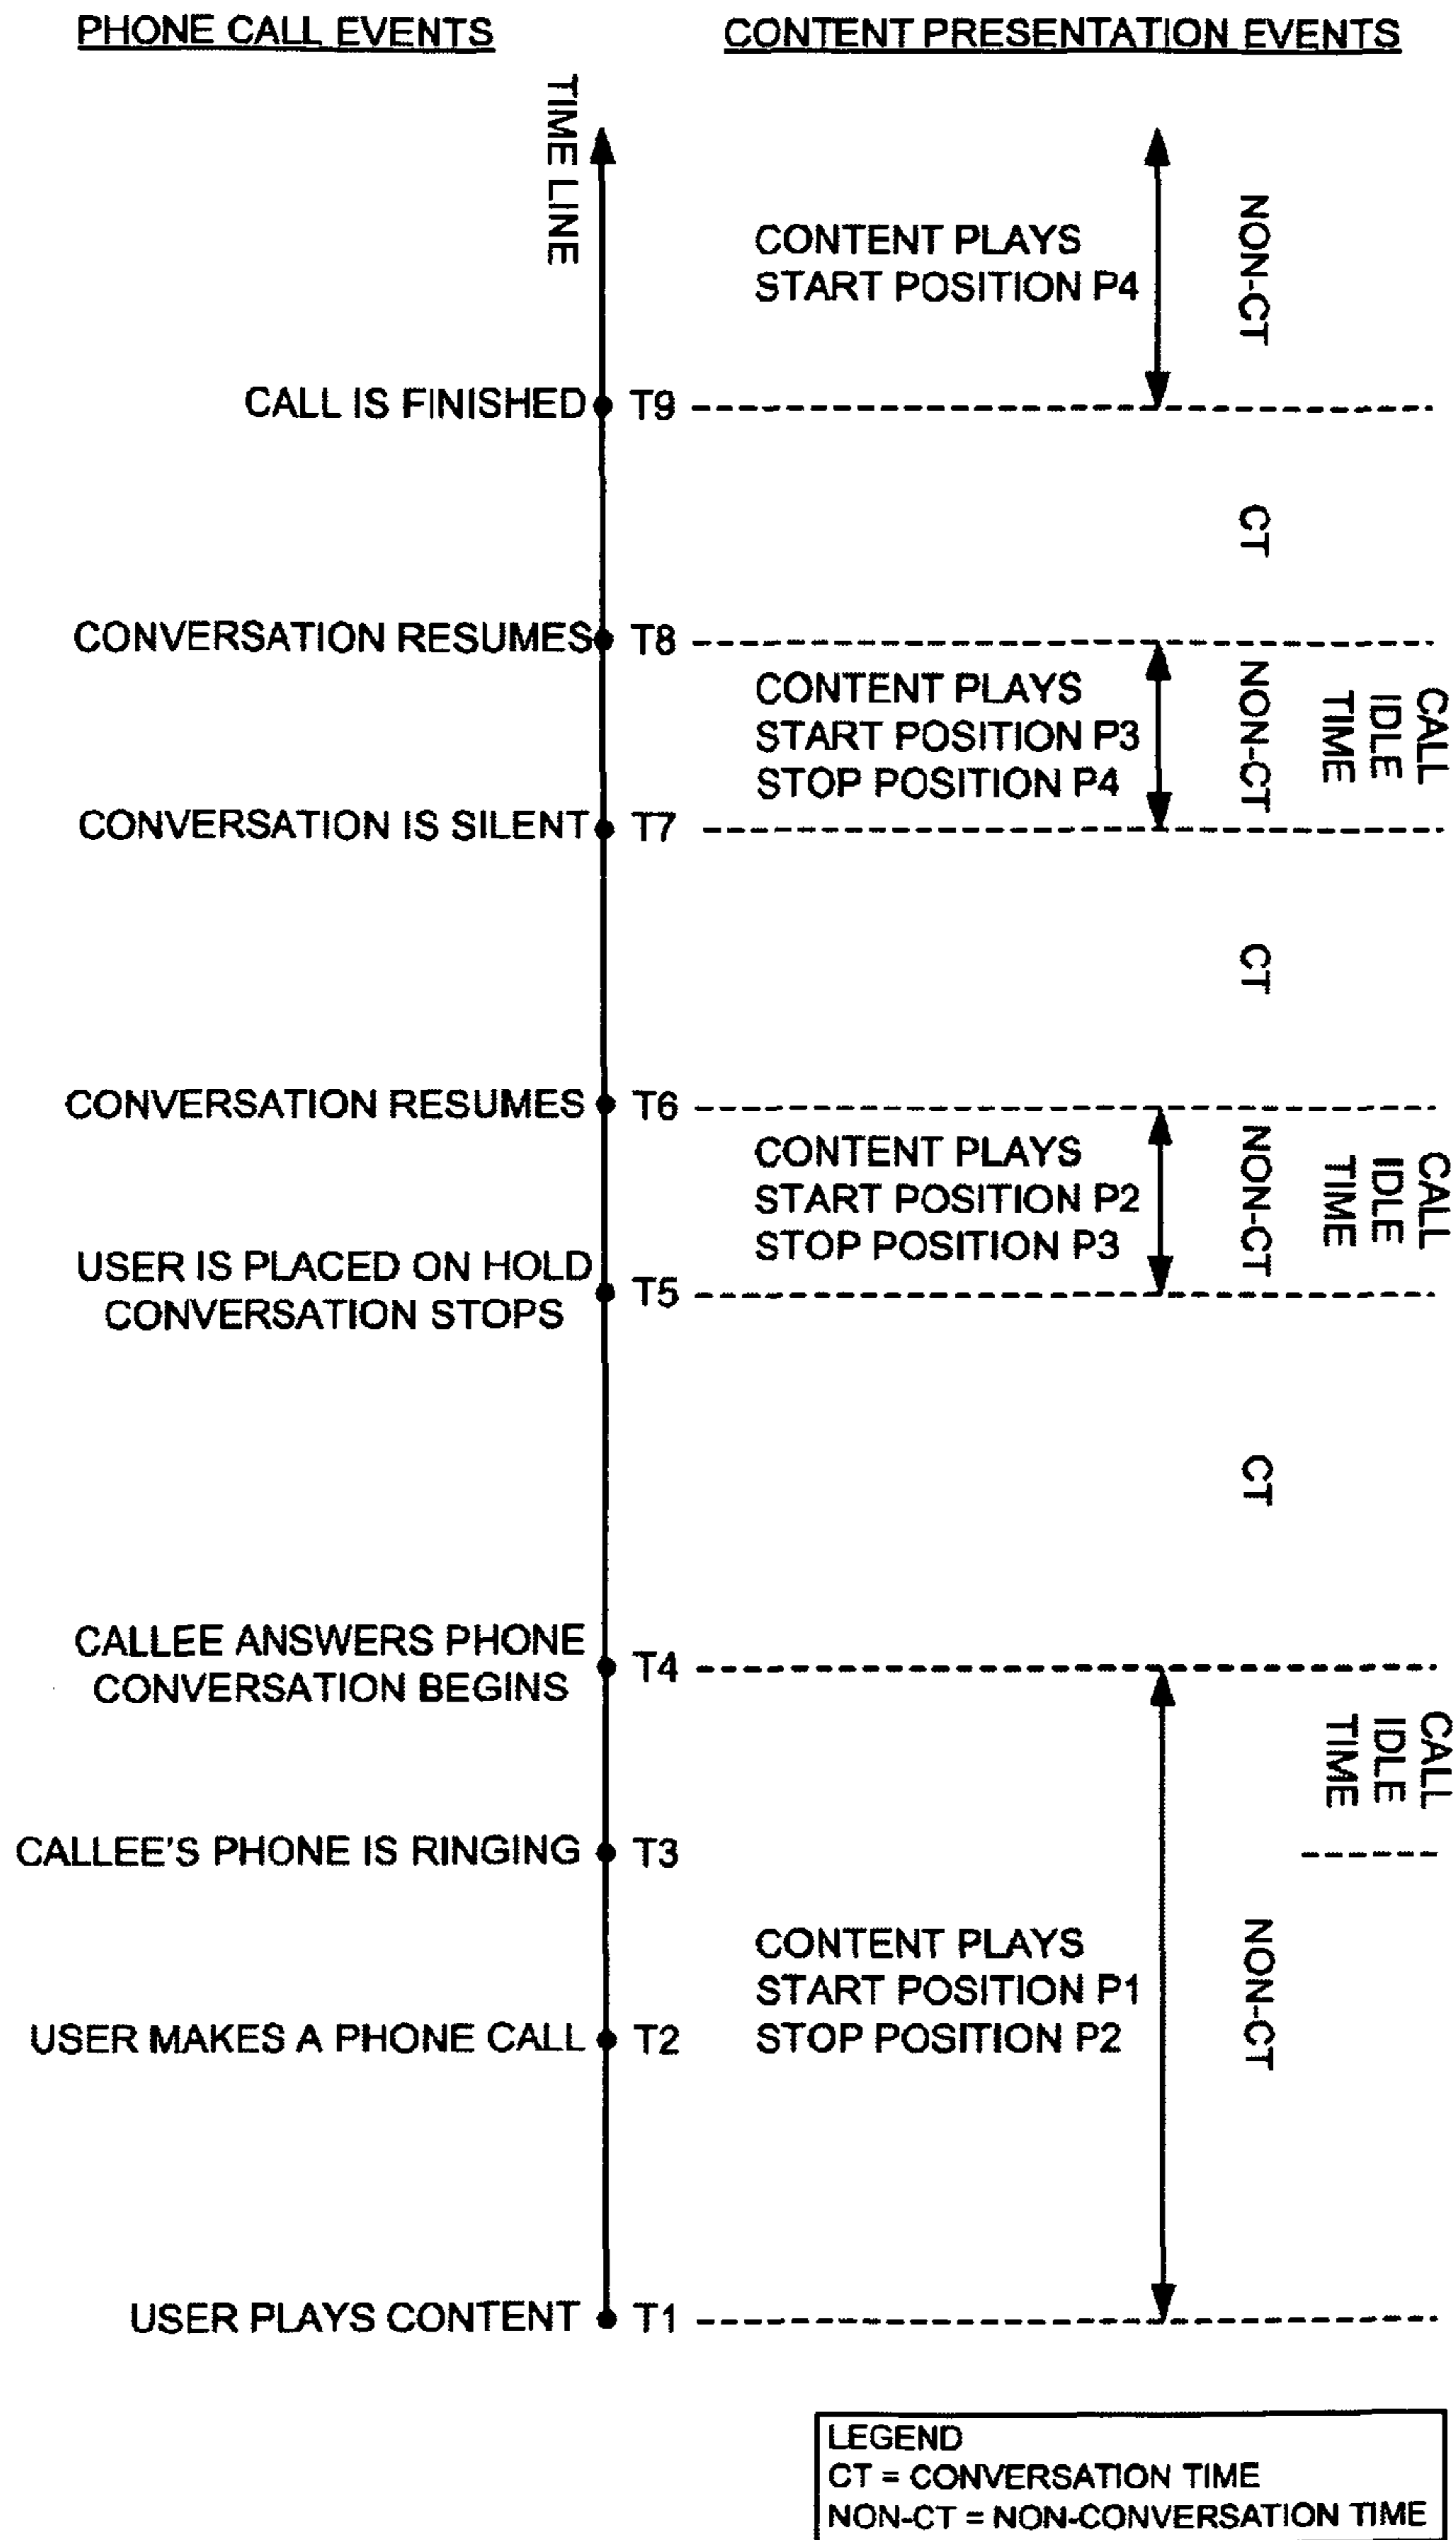 PHONE CALL EVENTS
CONTENT PRESENTATION EVENTS
TIME LINE
CONTENT PLAYS
START POSITION P4
NON-CT
CALL IS FINISHED
T9
CT
CONVERSATION RESUMES
T8
CONTENT PLAYS
START POSITION P3
STOP POSITION P4
NON-CT
CALL
IDLE
TIME
CONVERSATION IS SILENT
T7
CT
CONVERSATION RESUMES
T6
CONTENT PLAYS
START POSITION P2
STOP POSITION P3
NON-CT
CALL
IDLE
TIME
USER IS PLACED ON HOLD
CONVERSATION STOPS
T5
CT
CALLEE ANSWERS PHONE
CONVERSATION BEGINS
T4
CALL
IDLE
TIME
CALLEE'S PHONE IS RINGING
T3
CONTENT PLAYS
START POSITION P1
STOP POSITION P2
NON-CT
USER MAKES A PHONE CALL
T2
USER PLAYS CONTENT
T1
LEGEND
CT = CONVERSATION TIME
NON-CT = NON-CONVERSATION TIME